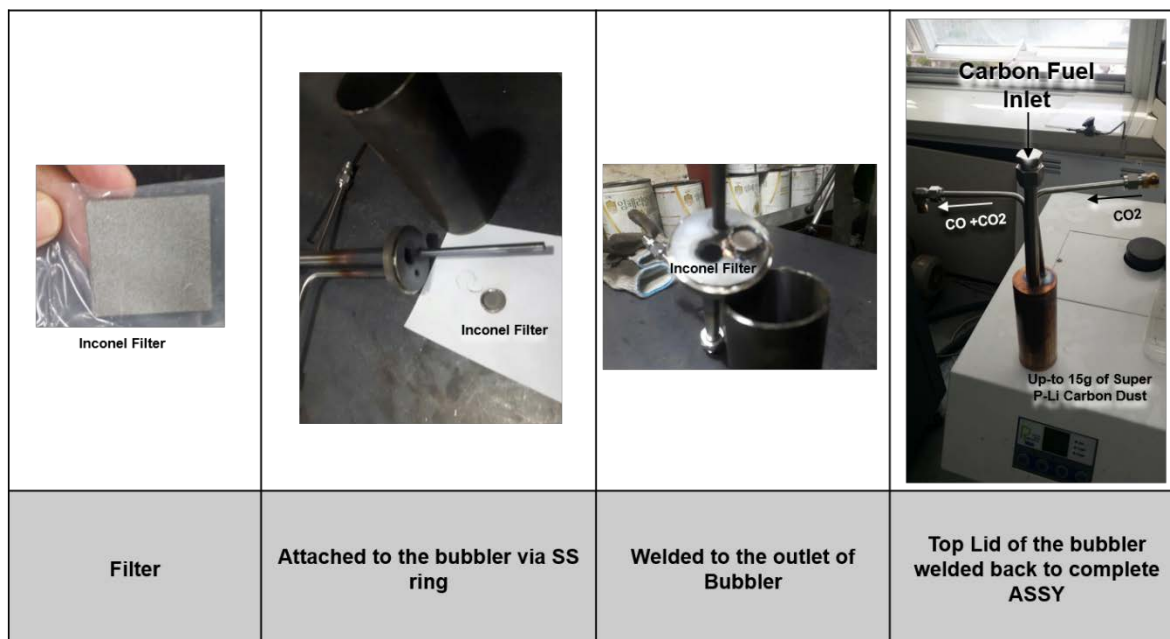 Inconel Filter
Inconel Filter
Inconel Filter
Carbon Fuel
Inlet
CO +CO2
CO2
Up-to 15g of Super
P-Li Carbon Dust
Filter
Attached to the bubbler via SS
ring
Welded to the outlet of
Bubbler
Top Lid of the bubbler
welded back to complete
ASSY